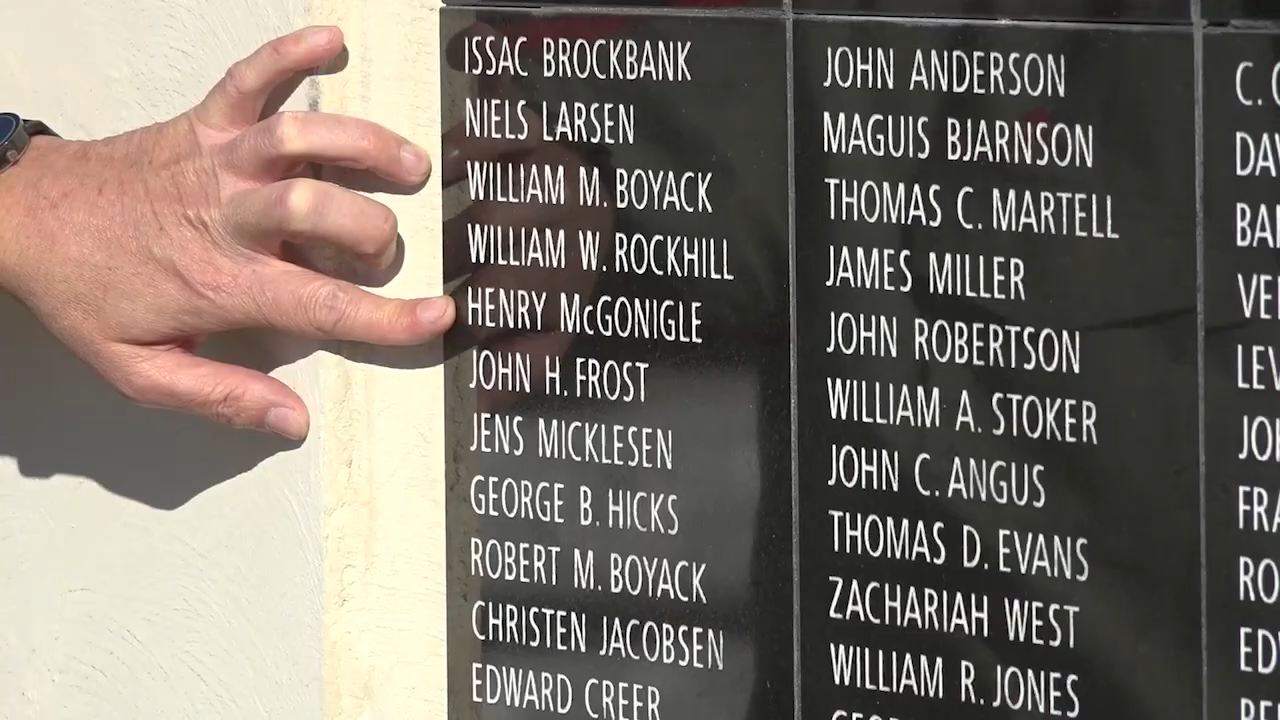 ISSAC BROCKBANK
NIELS LARSEN
WILLIAM M. BOYACK
WILLIAM W. ROCKHILL
HENRY McGONIGLE
JOHN H. FROST
JENS MICKLESEN
GEORGE B. HICKS
ROBERT M. BOYACK
CHRISTEN JACOBSEN
EDWARD CREER
JOHN ANDERSON
MAGUIS BJARNSON
THOMAS C. MARTELL
JAMES MILLER
JOHN ROBERTSON
WILLIAM A. STOKER
JOHN C. ANGUS
THOMAS D. EVANS
ZACHARIAH WEST
WILLIAM R. JONES
C.